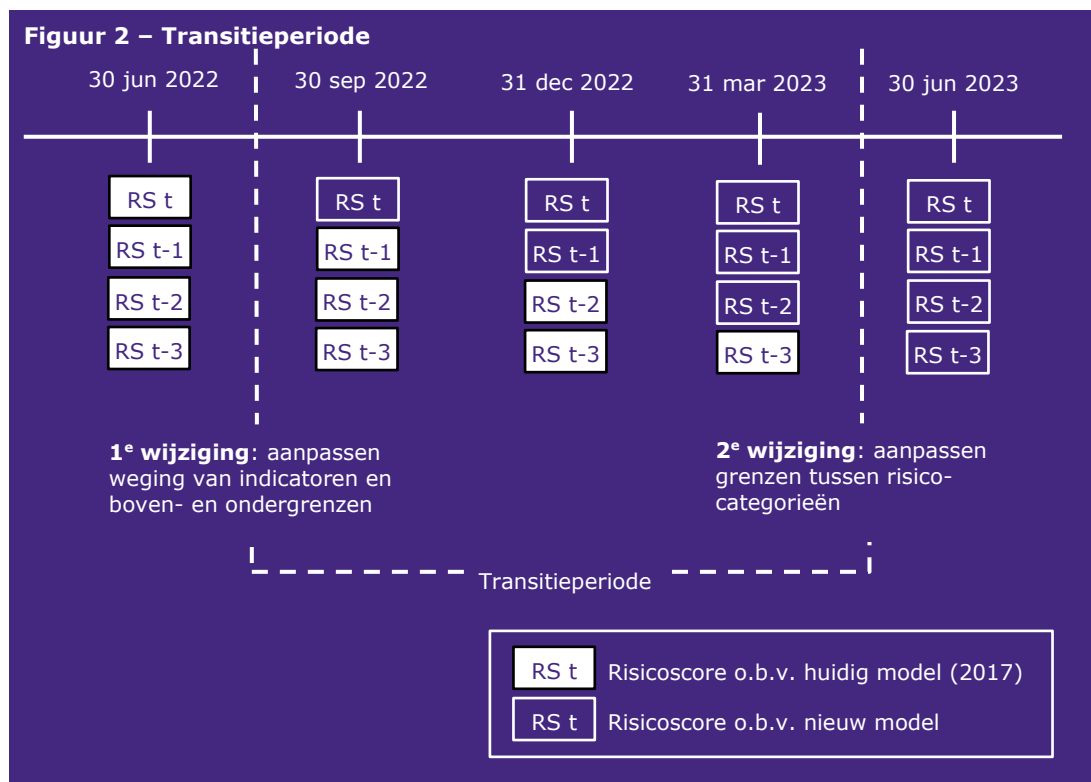 Figuur 2 – Transitieperiode
30 jun 2022 30 sep 2022 31 dec 2022 31 mar 2023 30 jun 2023
RS t RS t RS t RS t RS t
RS t-1 RS t-1 RS t-1 RS t-1 RS t-1
RS t-2 RS t-2 RS t-2 RS t-2 RS t-2
RS t-3 RS t-3 RS t-3 RS t-3 RS t-3
1e wijziging: aanpassen
weging van indicatoren en
boven- en ondergrenzen
2e wijziging: aanpassen
grenzen tussen risico-
categorieën
Transitieperiode
RS t Risicoscore o.b.v. huidig model (2017)
RS t Risicoscore o.b.v. nieuw model